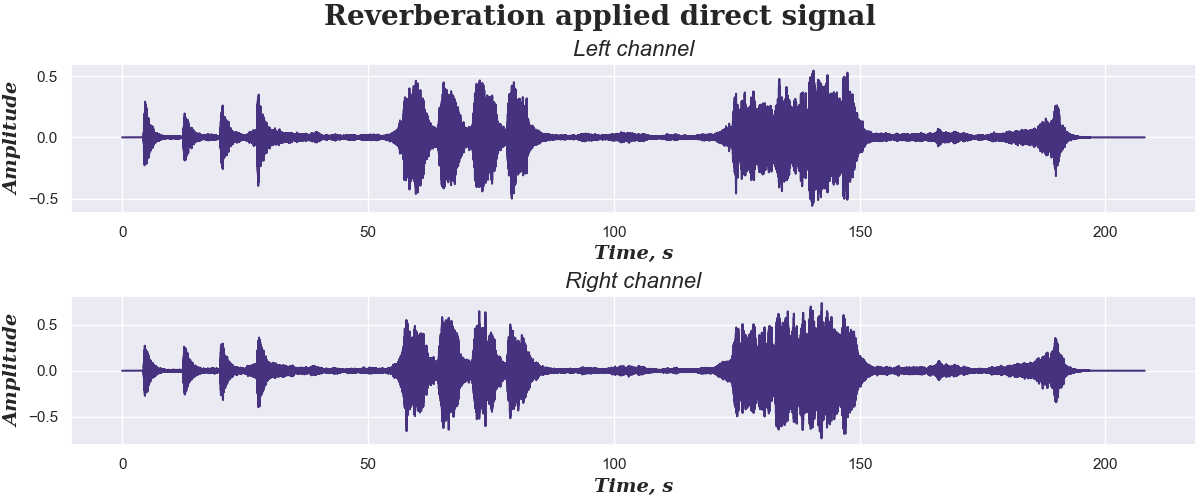 Reverberation applied direct signal
Left channel
Amplitude
0.5
0.0
−0.5
0 50 100 150 200
Time, s
Right channel
Amplitude
0.5
0.0
−0.5
0 50 100 150 200
Time, s